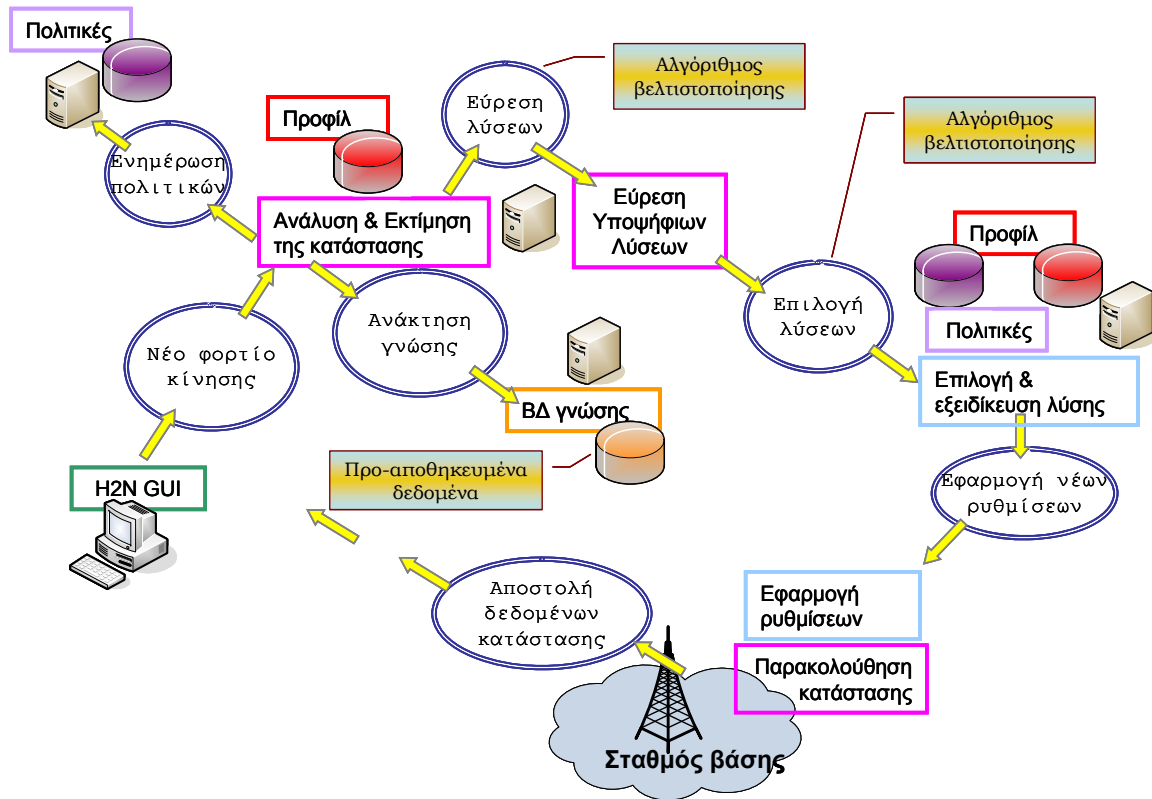 Πολιτικές
Ενημέρωση
πολιτικών
Προφίλ
Εύρεση
λύσεων
Αλγόριθμος
βελτιστοποίησης
Αλγόριθμος
βελτιστοποίησης
Ανάλυση & Εκτίμηση
της κατάστασης
Εύρεση
Υποψήφιων
Λύσεων
Προφίλ
Πολιτικές
Επιλογή
λύσεων
Νέο φορτίο
κίνησης
Ανάκτηση
γνώσης
Επιλογή &
εξειδίκευση λύσης
ΒΔ γνώσης
Προ-αποθηκευμένα
δεδομένα
H2N GUI
Εφαρμογή νέων
ρυθμίσεων
Αποστολή
δεδομένων
κατάστασης
Εφαρμογή
ρυθμίσεων
Παρακολούθηση
κατάστασης
Σταθμός βάσης